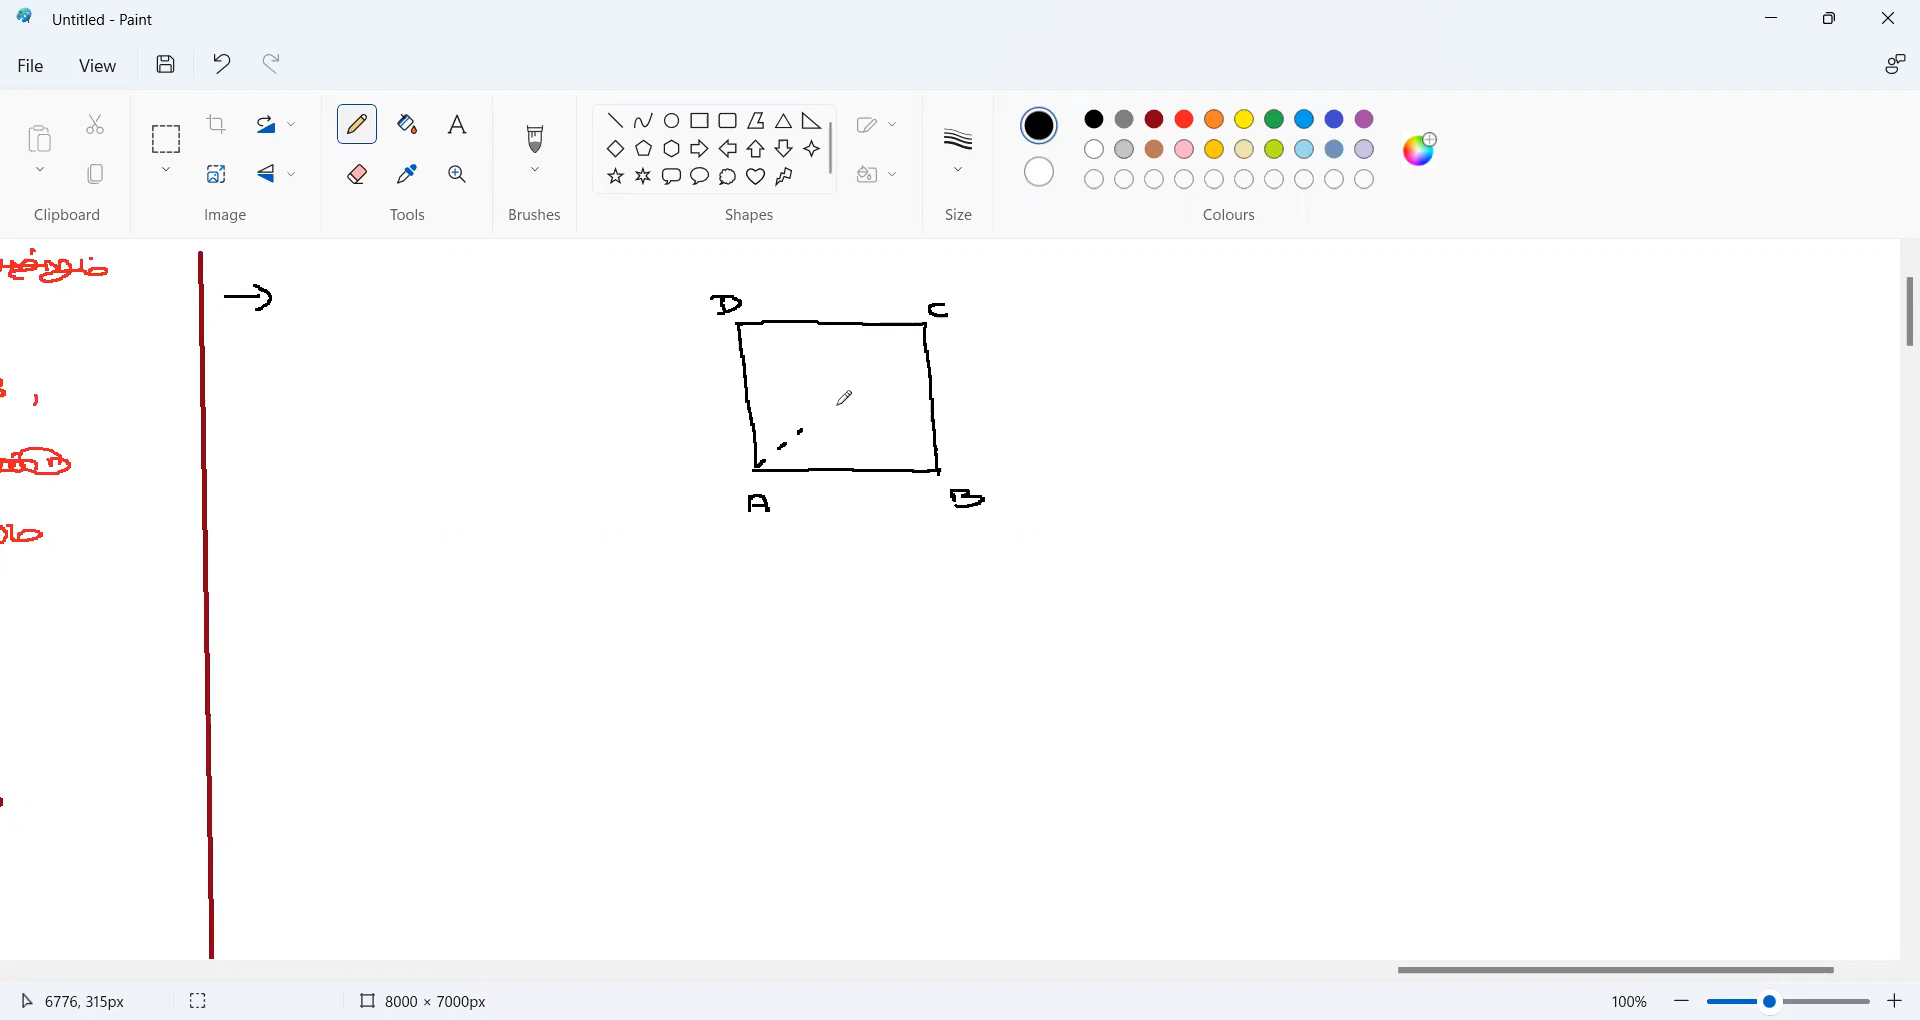 Untitled - Paint
File View
Clipboard Image Tools Brushes Shapes Size Colours
D C
A B
6776, 315px 8000 × 7000px 100%